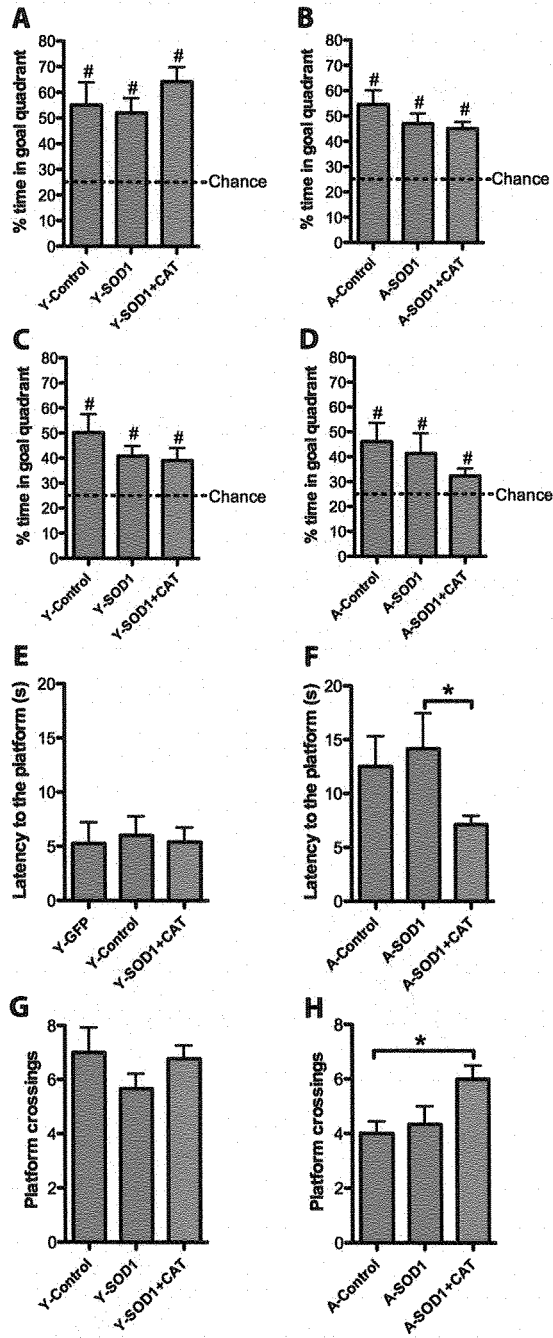 A
% time in goal quadrant
80
70
60
50
40
30
20
10
0
# # #
Chance
Y-Control
Y-SOD1
Y-SOD1+CAT
B
% time in goal quadrant
80
70
60
50
40
30
20
10
0
# # #
Chance
A-Control
A-SOD1
A-SOD1+CAT
C
% time in goal quadrant
80
70
60
50
40
30
20
10
0
# # #
Chance
Y-Control
Y-SOD1
Y-SOD1+CAT
D
% time in goal quadrant
80
70
60
50
40
30
20
10
0
# # #
Chance
A-Control
A-SOD1
A-SOD1+CAT
E
Latency to the platform (s)
20
15
10
5
0
Y-GFP
Y-Control
Y-SOD1+CAT
F
Latency to the platform (s)
20
15
10
5
0
*
A-Control
A-SOD1
A-SOD1+CAT
G
Platform crossings
8
6
4
2
0
Y-Control
Y-SOD1
Y-SOD1+CAT
H
Platform crossings
8
6
4
2
0
*
A-Control
A-SOD1
A-SOD1+CAT